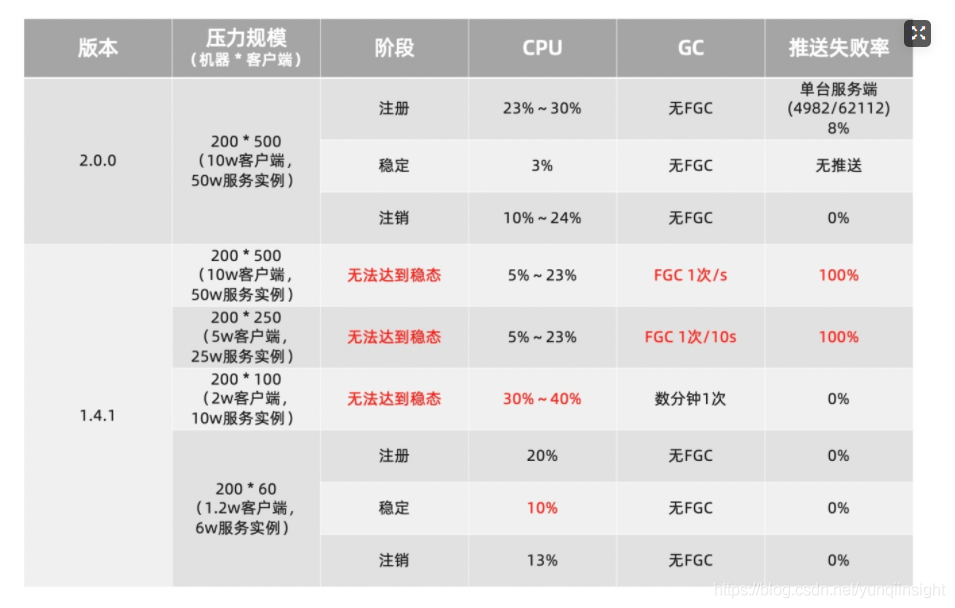 版本
压力规模
（机器 * 客户端）
阶段
CPU
GC
推送失败率
2.0.0
200 * 500
（10w客户端，
50w服务实例）
注册
23% ~ 30%
无FGC
单台服务端
(4982/62112)
8%
稳定
3%
无FGC
无推送
注销
10% ~ 24%
无FGC
0%
1.4.1
200 * 500
（10w客户端，
50w服务实例）
无法达到稳态
5% ~ 23%
FGC 1次/s
100%
200 * 250
（5w客户端，
25w服务实例）
无法达到稳态
5% ~ 23%
FGC 1次/10s
100%
200 * 100
（2w客户端，
10w服务实例）
无法达到稳态
30% ~ 40%
数分钟1次
0%
200 * 60
（1.2w客户端，
6w服务实例）
注册
20%
无FGC
0%
稳定
10%
无FGC
0%
注销
13%
无FGC
0%
https://blog.csdn.net/yunqiinsight